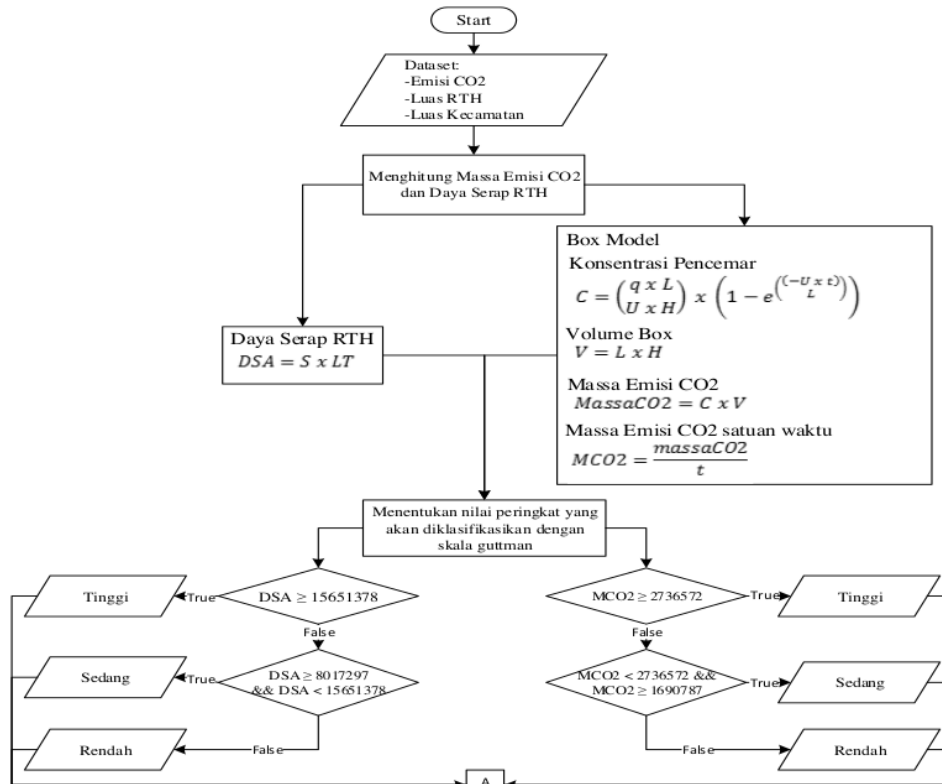 Start
Dataset:
-Emisi CO2
-Luas RTH
-Luas Kecamatan
Menghitung Massa Emisi CO2
dan Daya Serap RTH
Box Model
Konsentrasi Pencemar
C = (q x L / U x H) x (1 − e^((−U x t) / L))
Volume Box
V = L x H
Massa Emisi CO2
MassaCO2 = C x V
Massa Emisi CO2 satuan waktu
MCO2 = massaCO2 / t
Daya Serap RTH
DSA = S x LT
Menentukan nilai peringkat yang
akan diklasifikasikan dengan
skala guttman
Tinggi
True
DSA ≥ 15651378
MCO2 ≥ 2736572
True
Tinggi
False
False
Sedang
True
DSA ≥ 8017297
&& DSA < 15651378
MCO2 < 2736572 &&
MCO2 ≥ 1690787
True
Sedang
Rendah
False
False
Rendah
A